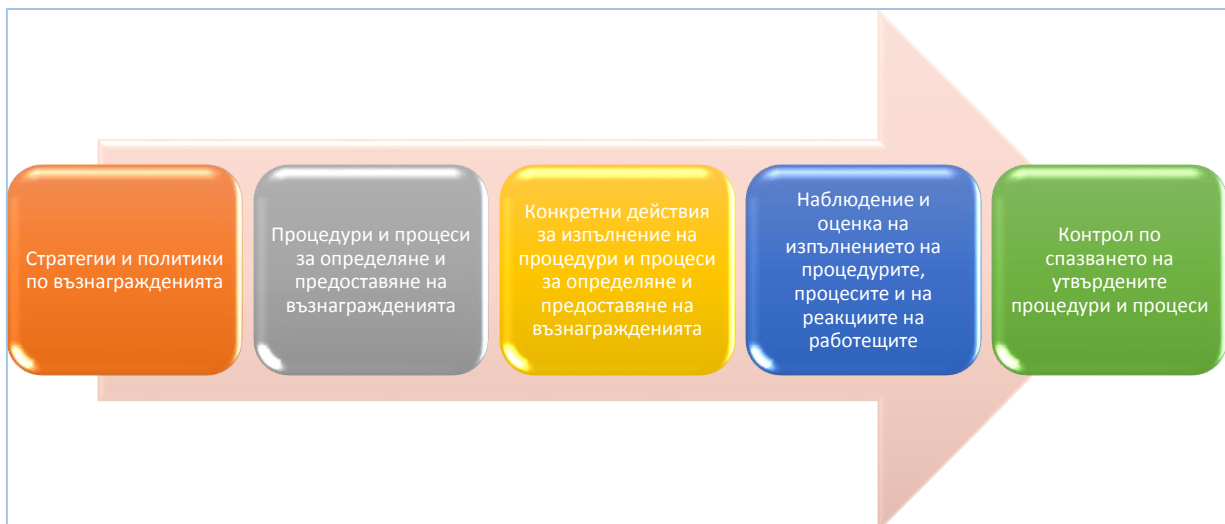 Стратегии и политики
по възнагражденията
Процедури и процеси
за определяне и
предоставяне на
възнагражденията
Конкретни действия
за изпълнение на
процедури и процеси
за определяне и
предоставяне на
възнагражденията
Наблюдение и
оценка на
изпълнението на
процедурите,
процесите и на
реакциите на
работещите
Контрол по
спазването на
утвърдените
процедури и процеси